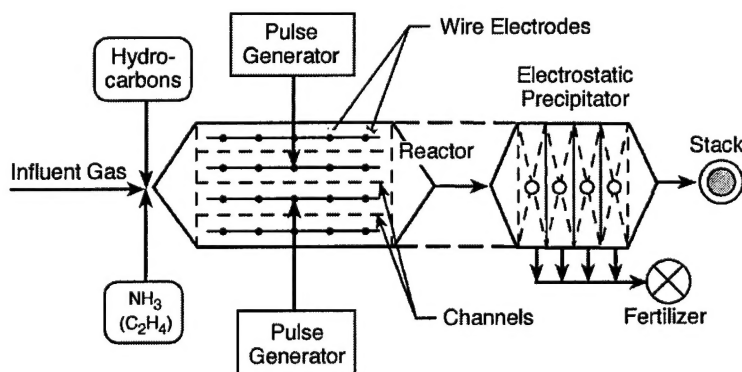 Pulse
Generator
Wire Electrodes
Hydro-
carbons
Electrostatic
Precipitator
Influent Gas
Reactor
Stack
NH3
(C2H4)
Pulse
Generator
Channels
Fertilizer